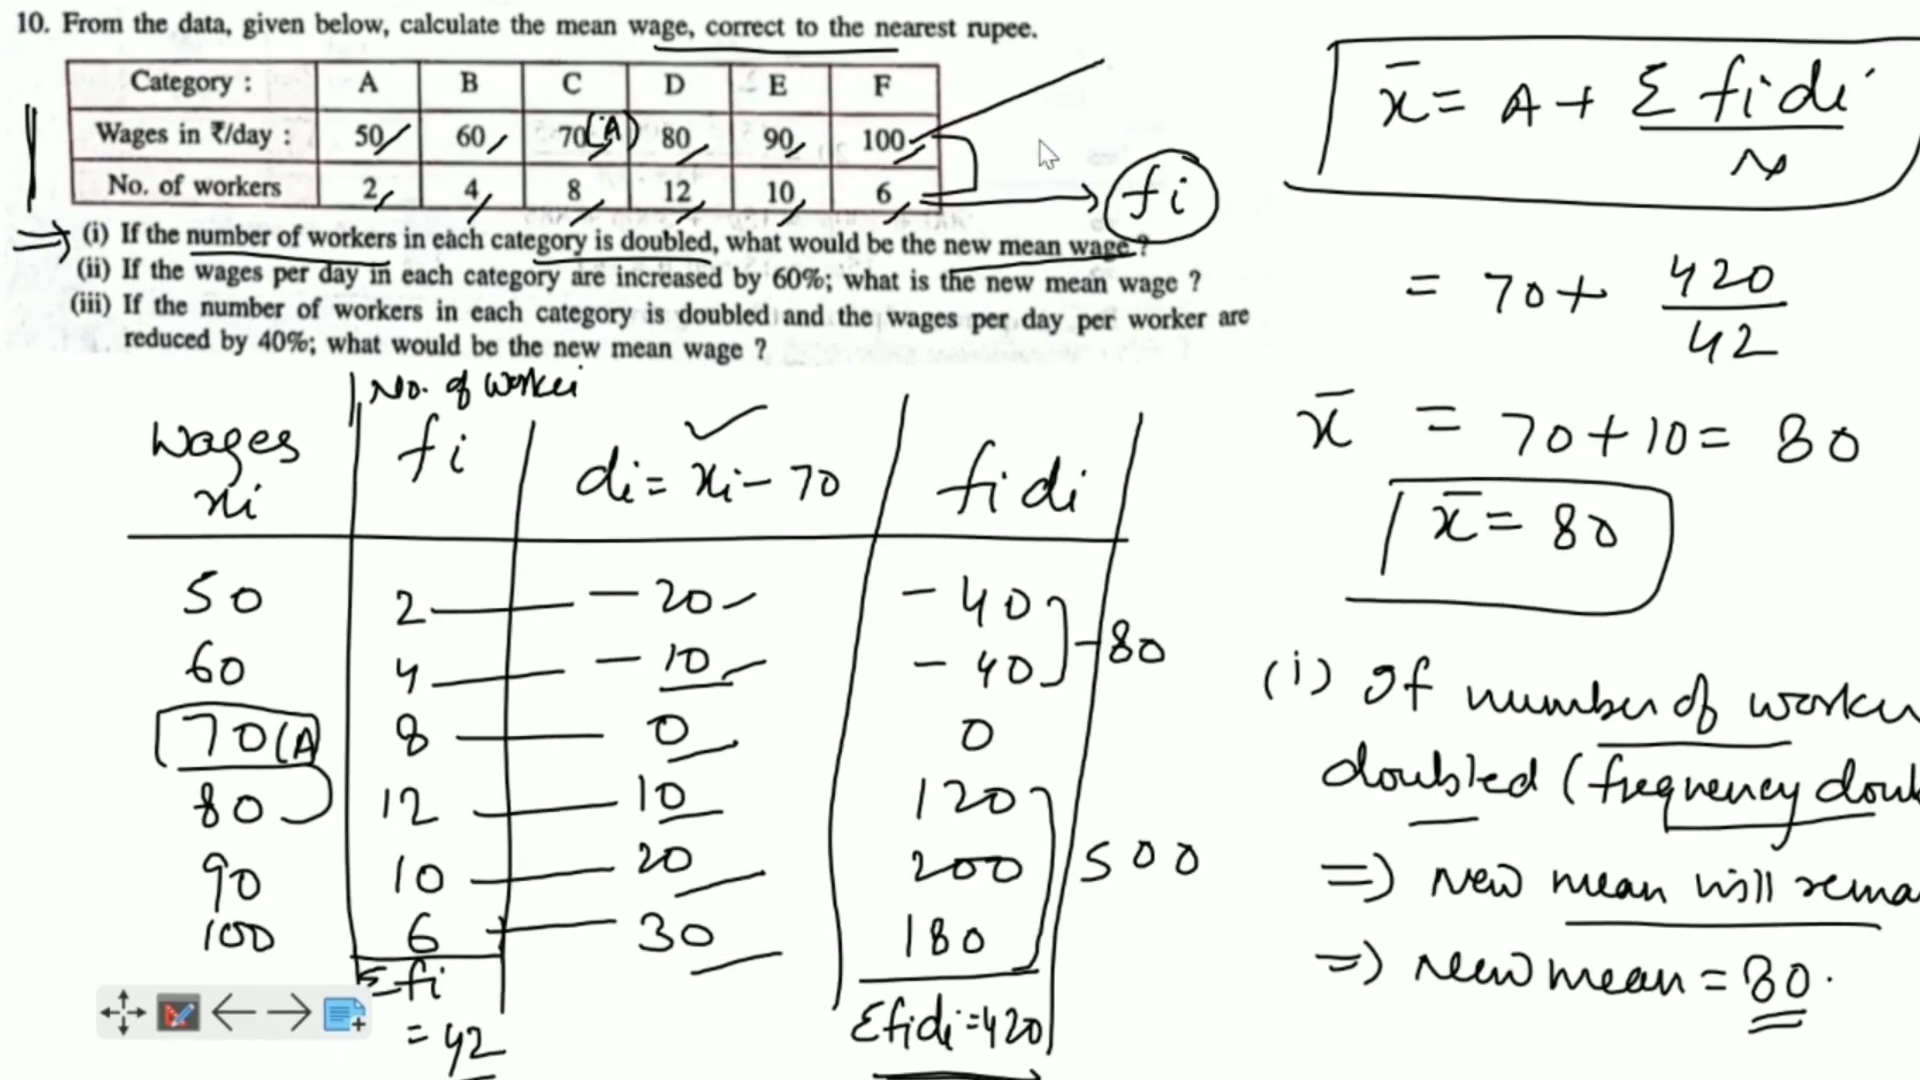 10. From the data, given below, calculate the mean wage, correct to the nearest rupee.
Category : A B C D E F
Wages in ₹/day : 50 60 70 (A) 80 90 100
No. of workers 2 4 8 12 10 6
fi
(i) If the number of workers in each category is doubled, what would be the new mean wage ?
(ii) If the wages per day in each category are increased by 60%; what is the new mean wage ?
(iii) If the number of workers in each category is doubled and the wages per day per worker are
reduced by 40%; what would be the new mean wage ?
Wages xi No. of worker fi di = xi - 70 fidi
50 2 - 20 - 40
60 4 - 10 - 40
- 80
70 (A 8 0 0
80 12 10 120
90 10 20 200
100 6 30 180
500
Σfi = 42
Σfidi = 420
x̄ = A + Σ fidi / N
= 70 + 420 / 42
x̄ = 70 + 10 = 80
x̄ = 80
(i) If number of worker
doubled (frequency doub
=> New mean will rema
=> New mean = 80.